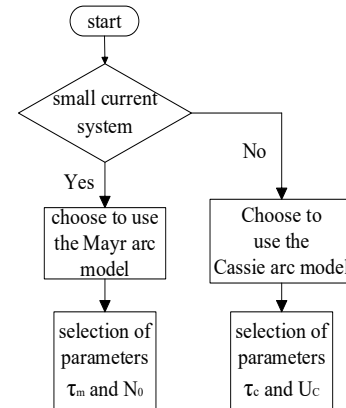 start
small current
system
Yes
No
choose to use
the Mayr arc
model
Choose to
use the
Cassie arc model
selection of
parameters
τm and N0
selection of
parameters
τc and UC